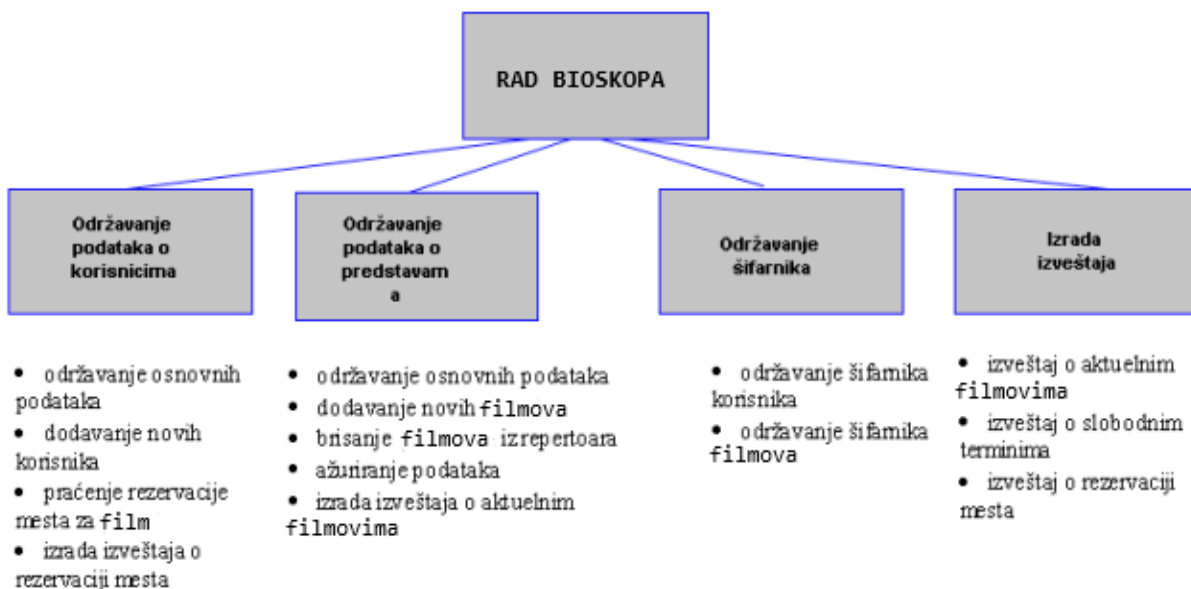 RAD BIOSKOPA
Održavanje
podataka o
korisnicima
Održavanje
podataka o
predstavam
a
Održavanje
šifarnika
Izrada
izveštaja
• održavanje osnovnih
podataka
• dodavanje novih
korisnika
• praćenje rezervacije
mesta za film
• izrada izveštaja o
rezervaciji mesta
• održavanje osnovnih podataka
• dodavanje novih filmova
• brisanje filmova iz repertoara
• ažuriranje podataka
• izrada izveštaja o aktuelnim
filmovima
• održavanje šifarnika
korisnika
• održavanje šifarnika
filmova
• izveštaj o aktuelnim
filmovima
• izveštaj o slobodnim
terminima
• izveštaj o rezervaciji
mesta